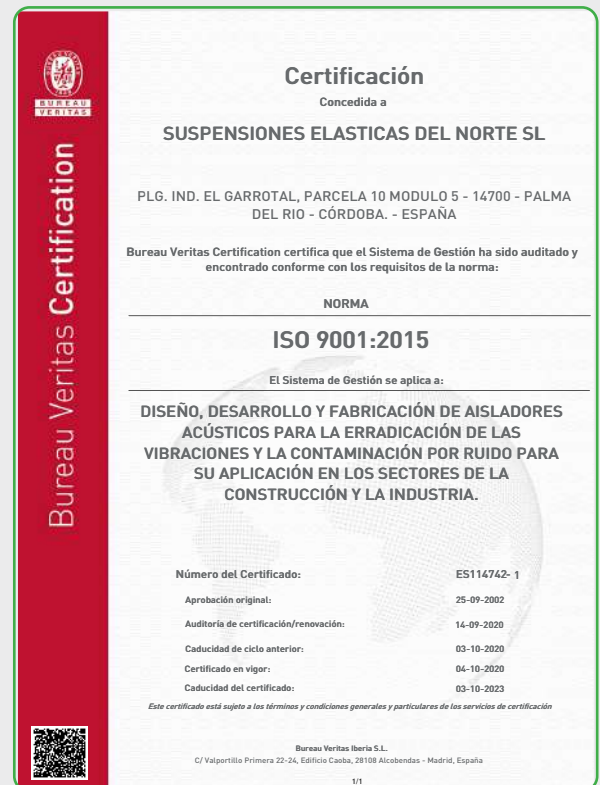 BUREAU
VERITAS
Bureau Veritas Certification
Certificación
Concedida a
SUSPENSIONES ELASTICAS DEL NORTE SL
PLG. IND. EL GARROTAL, PARCELA 10 MODULO 5 - 14700 - PALMA
DEL RIO - CÓRDOBA. - ESPAÑA
Bureau Veritas Certification certifica que el Sistema de Gestión ha sido auditado y
encontrado conforme con los requisitos de la norma:
NORMA
ISO 9001:2015
El Sistema de Gestión se aplica a:
DISEÑO, DESARROLLO Y FABRICACIÓN DE AISLADORES
ACÚSTICOS PARA LA ERRADICACIÓN DE LAS
VIBRACIONES Y LA CONTAMINACIÓN POR RUIDO PARA
SU APLICACIÓN EN LOS SECTORES DE LA
CONSTRUCCIÓN Y LA INDUSTRIA.
Número del Certificado: ES114742- 1
Aprobación original: 25-09-2002
Auditoría de certificación/renovación: 14-09-2020
Caducidad de ciclo anterior: 03-10-2020
Certificado en vigor: 04-10-2020
Caducidad del certificado: 03-10-2023
Este certificado está sujeto a los términos y condiciones generales y particulares de los servicios de certificación
Bureau Veritas Iberia S.L.
C/ Valportillo Primera 22-24, Edificio Caoba, 28108 Alcobendas - Madrid, España
1/1